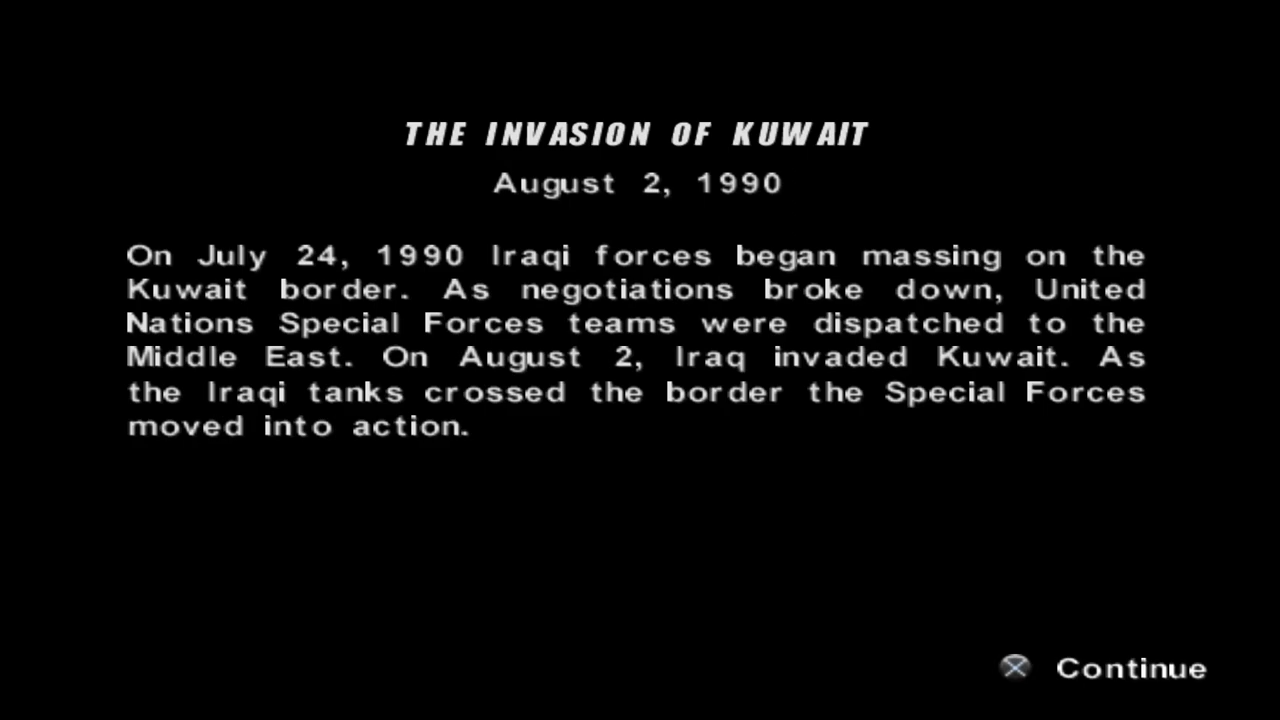 THE INVASION OF KUWAIT
August 2, 1990
On July 24, 1990 Iraqi forces began massing on the
Kuwait border. As negotiations broke down, United
Nations Special Forces teams were dispatched to the
Middle East. On August 2, Iraq invaded Kuwait. As
the Iraqi tanks crossed the border the Special Forces
moved into action.
Continue